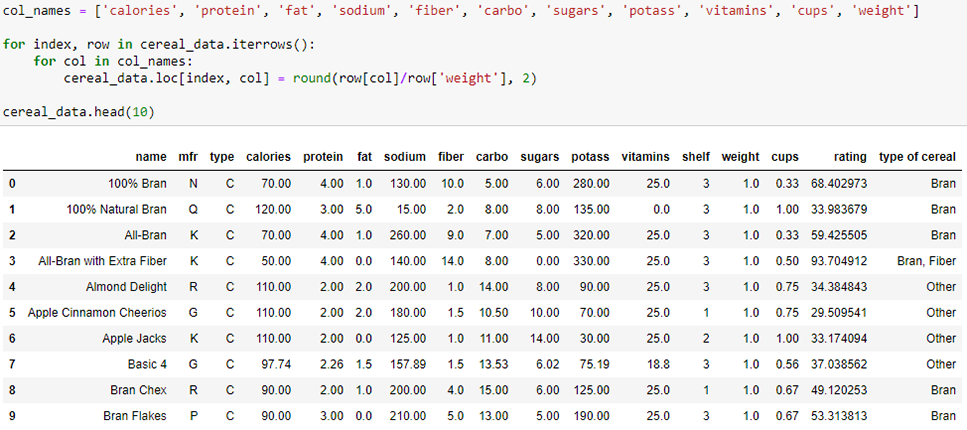 col_names = ['calories', 'protein', 'fat', 'sodium', 'fiber', 'carbo', 'sugars', 'potass', 'vitamins', 'cups', 'weight']
for index, row in cereal_data.iterrows():
    for col in col_names:
        cereal_data.loc[index, col] = round(row[col]/row['weight'], 2)
cereal_data.head(10)
name mfr type calories protein fat sodium fiber carbo sugars potass vitamins shelf weight cups rating type of cereal
0 100% Bran N C 70.00 4.00 1.0 130.00 10.0 5.00 6.00 280.00 25.0 3 1.0 0.33 68.402973 Bran
1 100% Natural Bran Q C 120.00 3.00 5.0 15.00 2.0 8.00 8.00 135.00 0.0 3 1.0 1.00 33.983679 Bran
2 All-Bran K C 70.00 4.00 1.0 260.00 9.0 7.00 5.00 320.00 25.0 3 1.0 0.33 59.425505 Bran
3 All-Bran with Extra Fiber K C 50.00 4.00 0.0 140.00 14.0 8.00 0.00 330.00 25.0 3 1.0 0.50 93.704912 Bran, Fiber
4 Almond Delight R C 110.00 2.00 2.0 200.00 1.0 14.00 8.00 90.00 25.0 3 1.0 0.75 34.384843 Other
5 Apple Cinnamon Cheerios G C 110.00 2.00 2.0 180.00 1.5 10.50 10.00 70.00 25.0 1 1.0 0.75 29.509541 Other
6 Apple Jacks K C 110.00 2.00 0.0 125.00 1.0 11.00 14.00 30.00 25.0 2 1.0 1.00 33.174094 Other
7 Basic 4 G C 97.74 2.26 1.5 157.89 1.5 13.53 6.02 75.19 18.8 3 1.0 0.56 37.038562 Other
8 Bran Chex R C 90.00 2.00 1.0 200.00 4.0 15.00 6.00 125.00 25.0 1 1.0 0.67 49.120253 Bran
9 Bran Flakes P C 90.00 3.00 0.0 210.00 5.0 13.00 5.00 190.00 25.0 3 1.0 0.67 53.313813 Bran